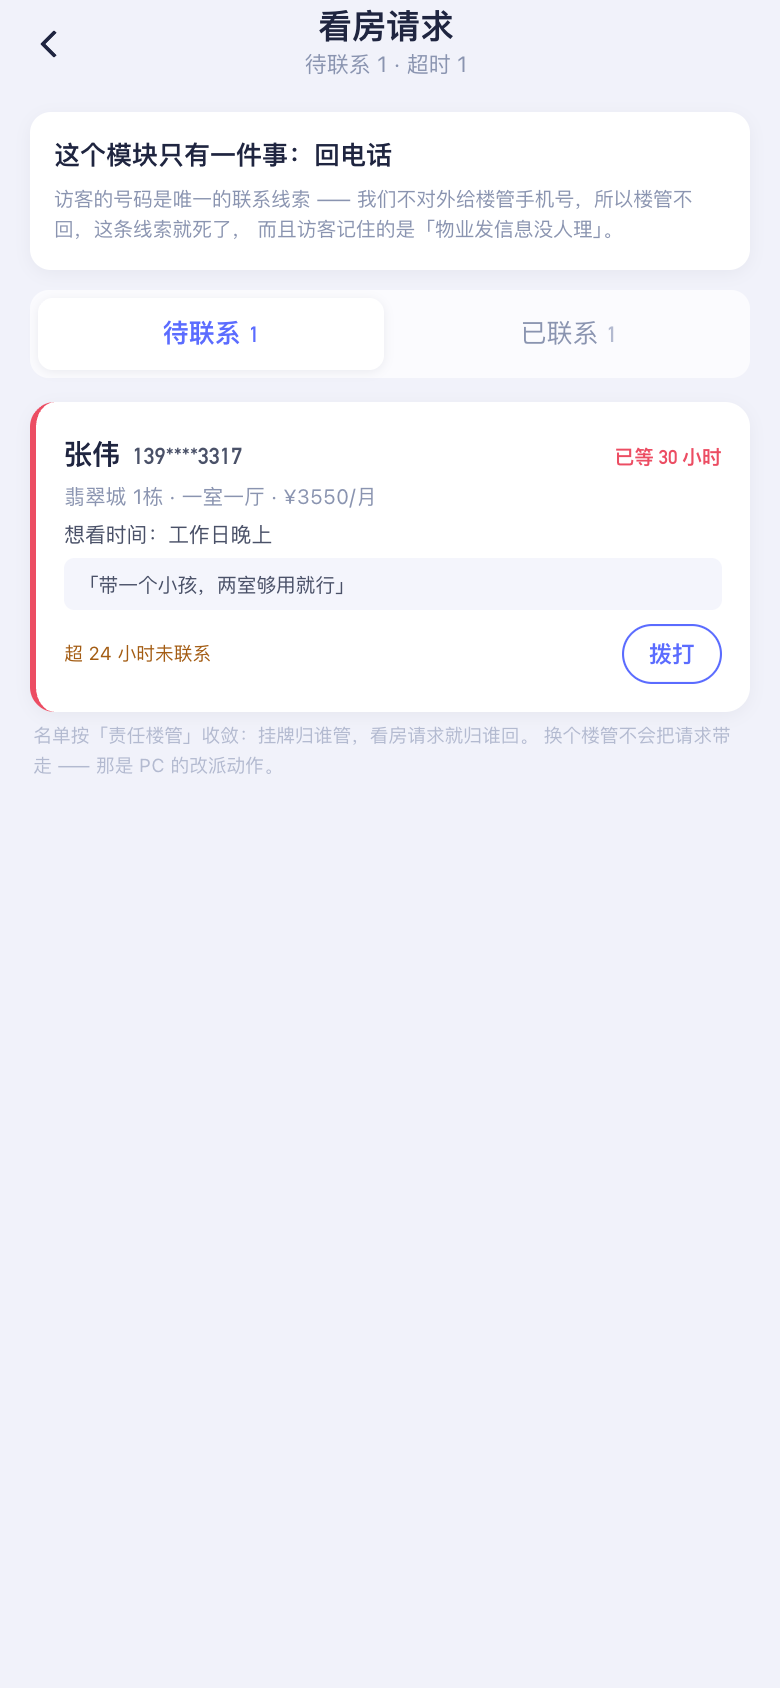 看房请求
待联系 1 · 超时 1
这个模块只有一件事：回电话
访客的号码是唯一的联系线索 —— 我们不对外给楼管手机号，所以楼管不
回，这条线索就死了， 而且访客记住的是「物业发信息没人理」。
待联系 1
已联系 1
张伟 139****3317
已等 30 小时
翡翠城 1栋 · 一室一厅 · ¥3550/月
想看时间：工作日晚上
「带一个小孩，两室够用就行」
超 24 小时未联系
拨打
名单按「责任楼管」收敛：挂牌归谁管，看房请求就归谁回。 换个楼管不会把请求带
走 —— 那是 PC 的改派动作。